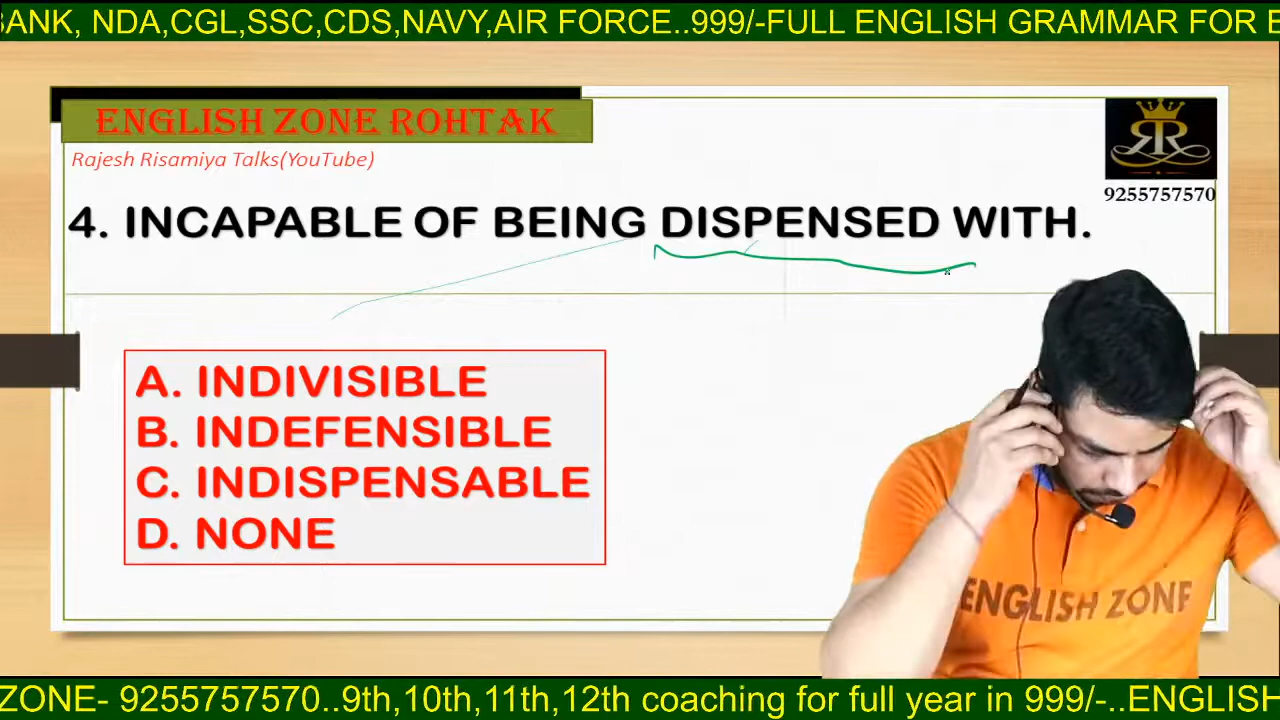 BANK, NDA,CGL,SSC,CDS,NAVY,AIR FORCE..999/-FULL ENGLISH GRAMMAR FOR
ENGLISH ZONE ROHTAK
Rajesh Risamiya Talks(YouTube)
RR
9255757570
4. INCAPABLE OF BEING DISPENSED WITH.
A. INDIVISIBLE
B. INDEFENSIBLE
C. INDISPENSABLE
D. NONE
ENGLISH ZONE
ZONE- 9255757570..9th,10th,11th,12th coaching for full year in 999/-..ENGLISH